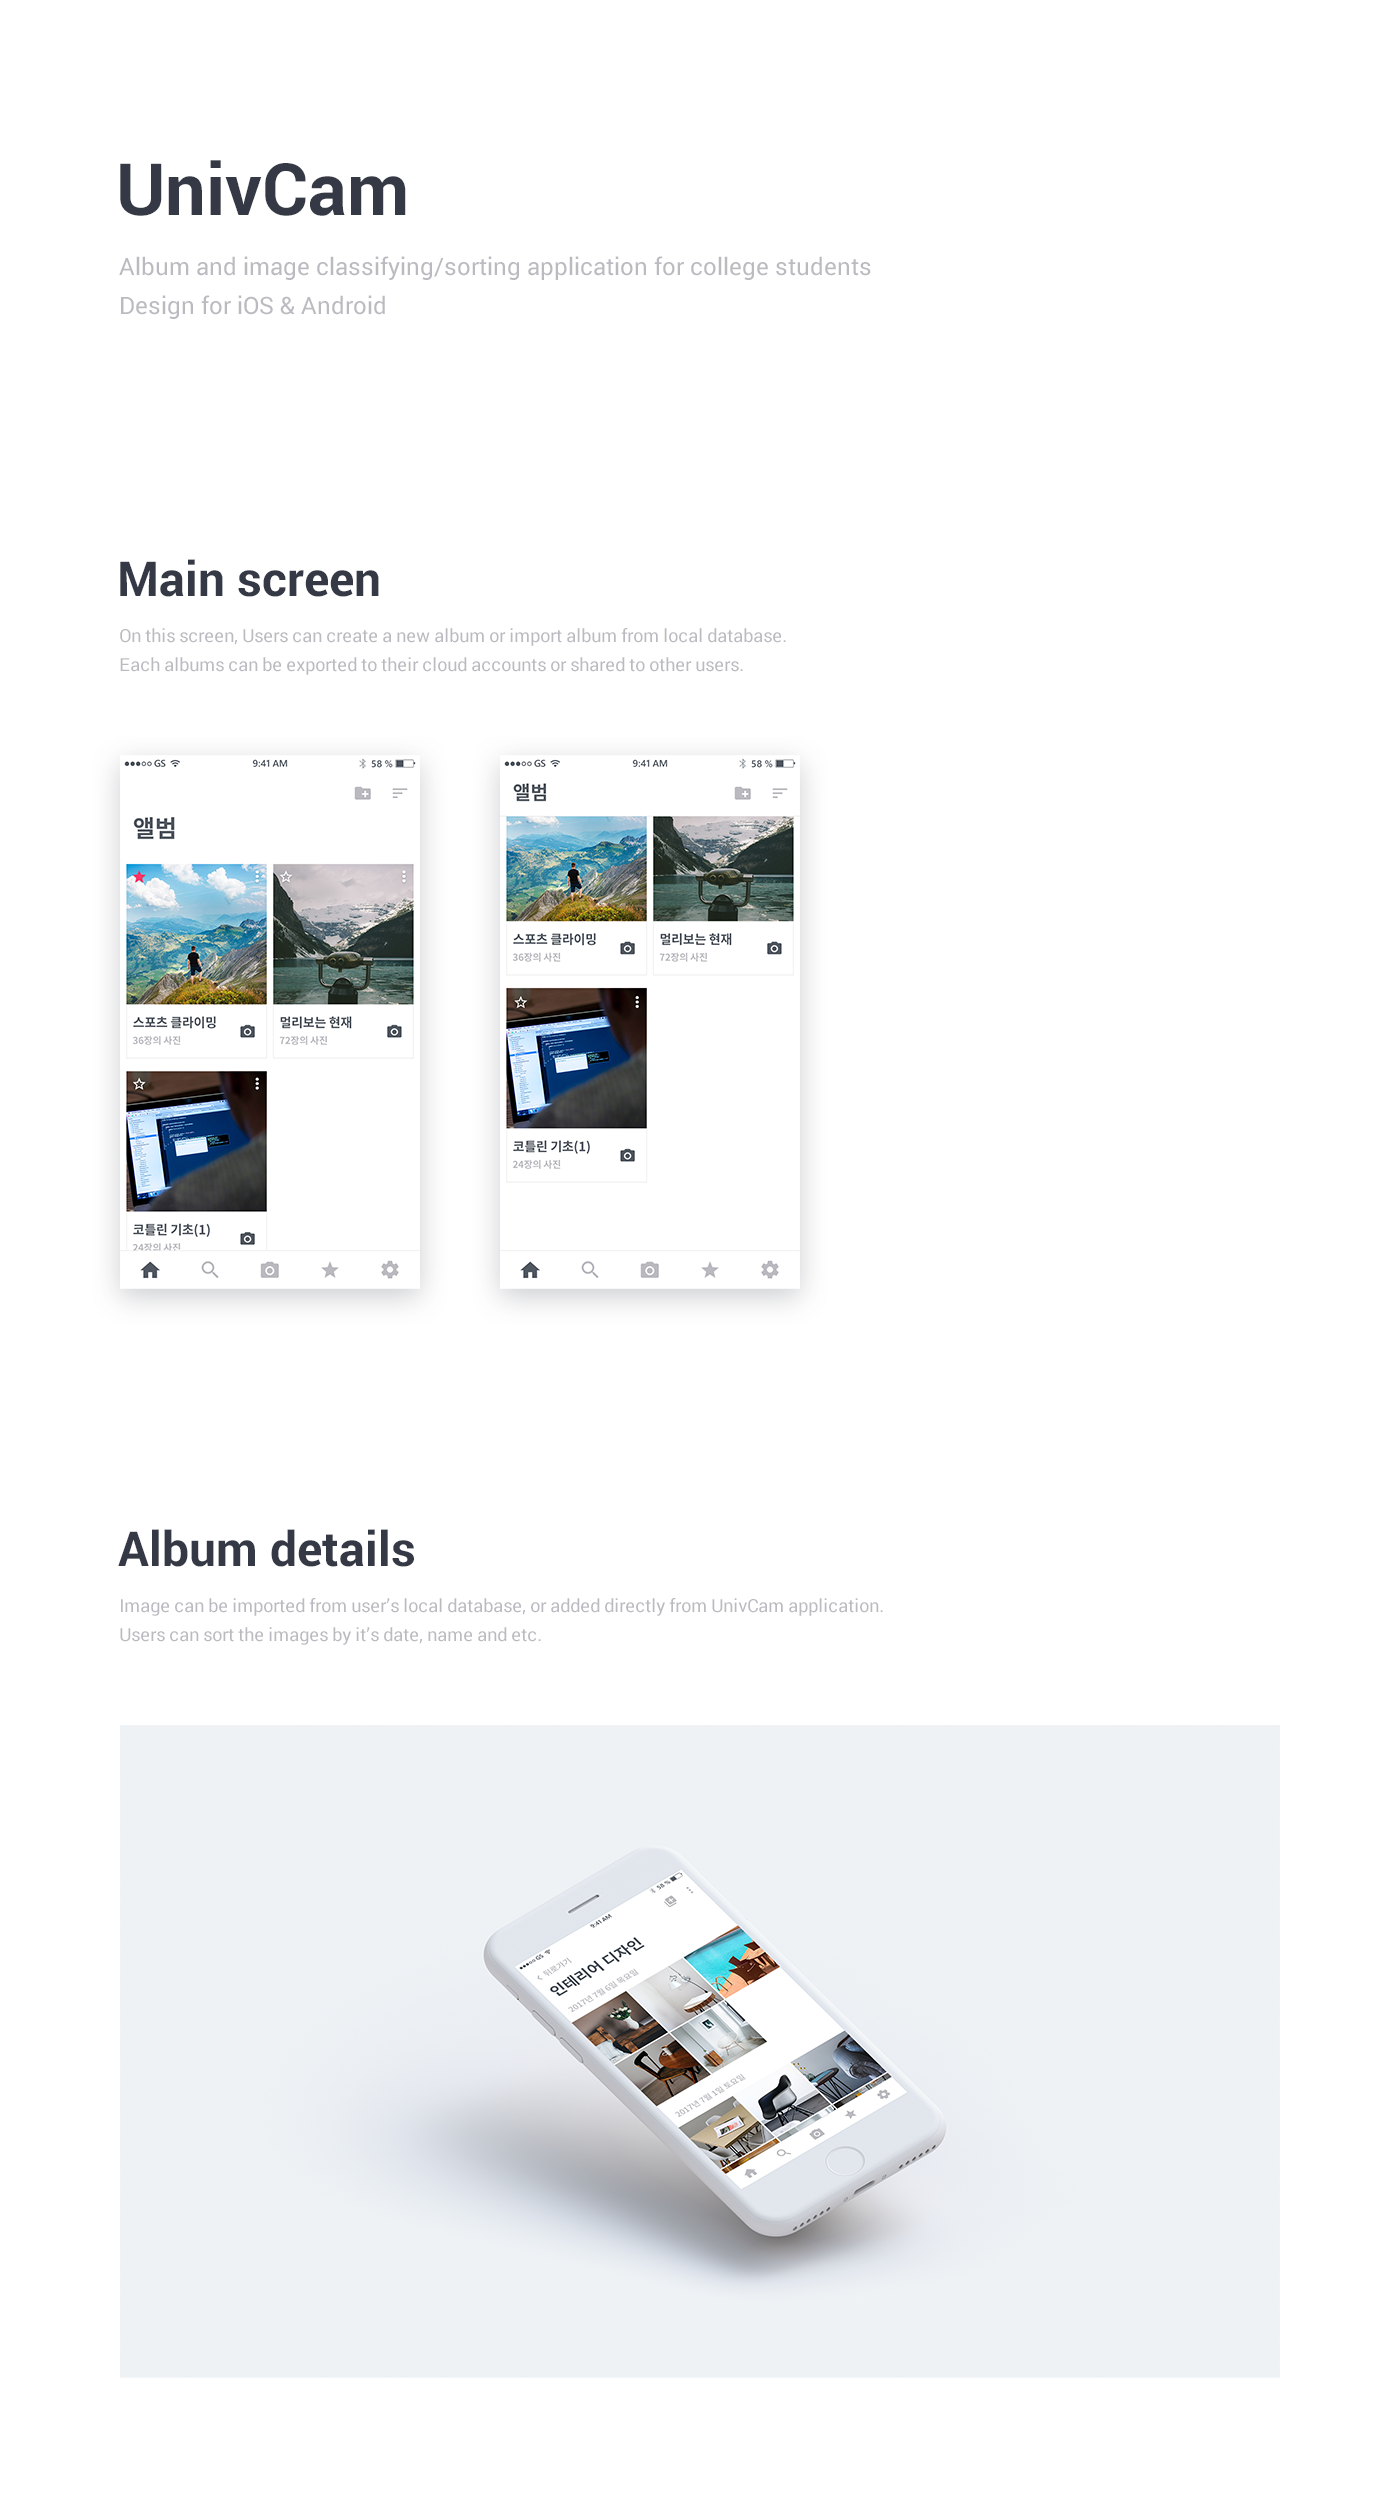 UnivCam
Album and image classifying/sorting application for college students
Design for iOS & Android
Main screen
On this screen, Users can create a new album or import album from local database.
Each albums can be exported to their cloud accounts or shared to other users.
GS 9:41 AM 58 %
앨범
스포츠 클라이밍
36장의 사진
멀리보는 현재
72장의 사진
코틀린 기초(1)
24장의 사진
GS 9:41 AM 58 %
앨범
스포츠 클라이밍
36장의 사진
멀리보는 현재
72장의 사진
코틀린 기초(1)
24장의 사진
Album details
Image can be imported from user’s local database, or added directly from UnivCam application.
Users can sort the images by it’s date, name and etc.
GS 9:41 AM 58 %
뒤로가기
인테리어 디자인
2017년 7월 6일 목요일
2017년 7월 1일 토요일